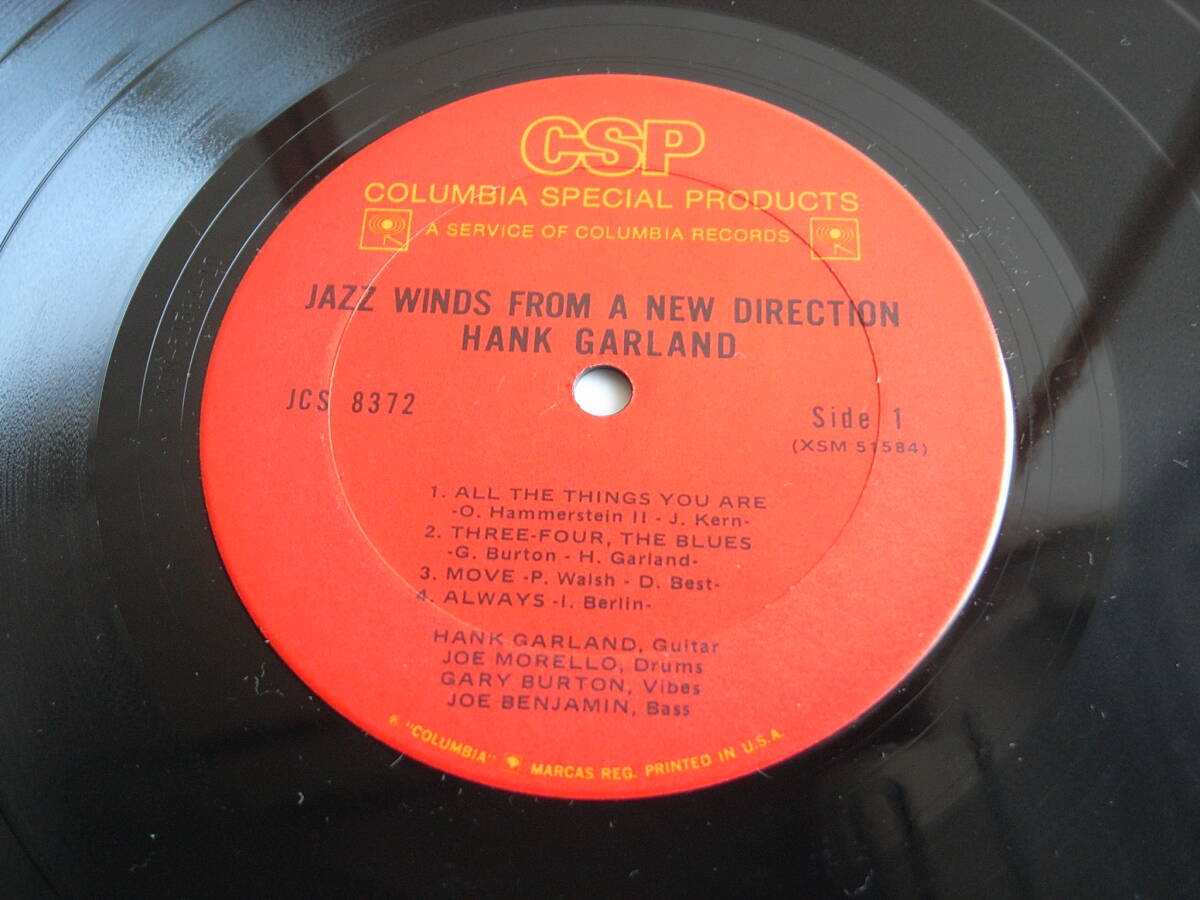 CSP
COLUMBIA SPECIAL PRODUCTS
A SERVICE OF COLUMBIA RECORDS
JAZZ WINDS FROM A NEW DIRECTION
HANK GARLAND
JCS 8372
Side 1
(XSM 51584)
1. ALL THE THINGS YOU ARE
-O. Hammerstein II - J. Kern-
2. THREE-FOUR, THE BLUES
-G. Burton - H. Garland-
3. MOVE -P. Walsh - D. Best-
4. ALWAYS -I. Berlin-
HANK GARLAND, Guitar
JOE MORELLO, Drums
GARY BURTON, Vibes
JOE BENJAMIN, Bass
"COLUMBIA" MARCAS REG. PRINTED IN U.S.A.